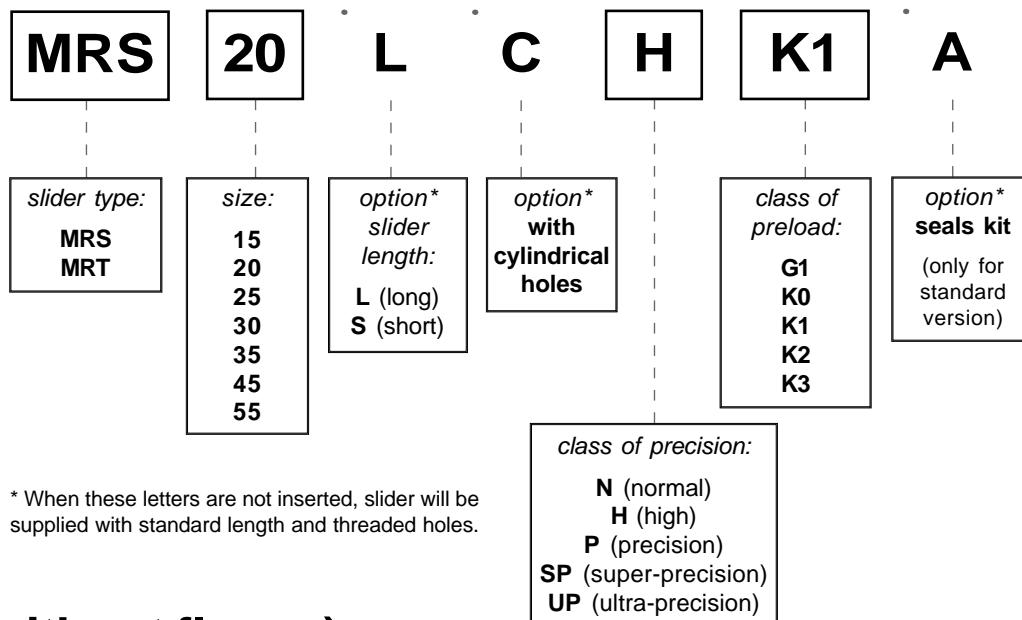 MRS 20 L C H K1 A
slider type:
MRS
MRT
size:
15
20
25
30
35
45
55
option*
slider
length:
L (long)
S (short)
option*
with
cylindrical
holes
class of
preload:
G1
K0
K1
K2
K3
option*
seals kit
(only for
standard
version)
class of precision:
N (normal)
H (high)
P (precision)
SP (super-precision)
UP (ultra-precision)
* When these letters are not inserted, slider will be
supplied with standard length and threaded holes.